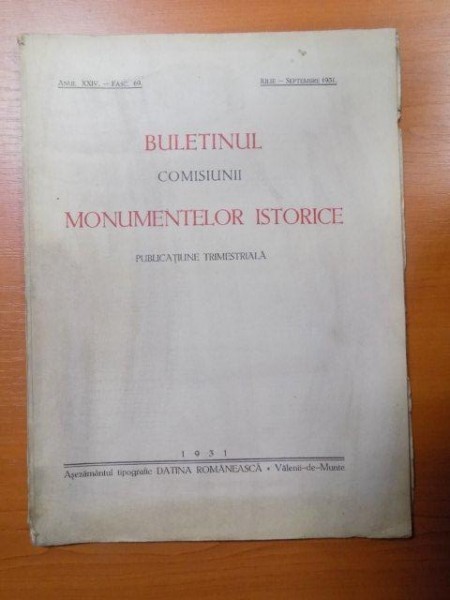 ANUL XXIV. – FASC. 69. IULIE – SEPTEMBRE 1931.
BULETINUL
COMISIUNII
MONUMENTELOR ISTORICE
PUBLICAȚIUNE TRIMESTRIALĂ
1931
Așezământul tipografic DATINA ROMÂNEASCĂ • Vălenii-de-Munte